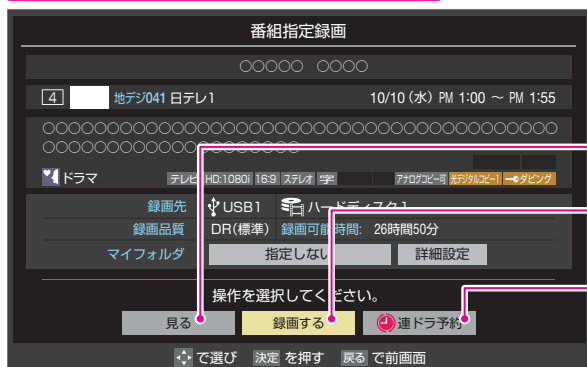 番組指定録画
○○○○○ ○○○○
4 地デジ041 日テレ1 10/10 (水) PM 1:00 ～ PM 1:55
○○○○○○○○○○○○○○○○○○○○○○○○○○○○○○○○○○○○○○○○
○○○○○○○○○○○○○○○○○○○○
ドラマ テレビ HD:1080i 16:9 ステレオ 字 アナログコピー可 光デジタルコピー1 ダビング
録画先 USB1 ハードディスク1
録画品質 DR(標準) 録画可能時間: 26時間50分
マイフォルダ 指定しない 詳細設定
操作を選択してください。
見る 録画する 連ドラ予約
で選び 決定 を押す 戻る で前画面